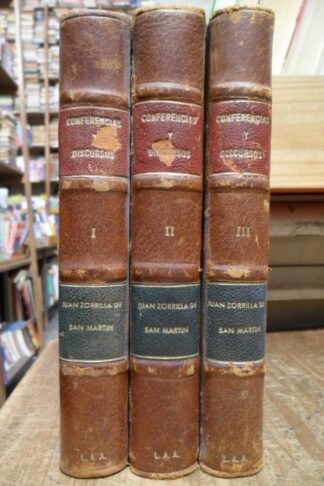 CONFERENCIAS
Y
DISCURSOS
I
JUAN ZORRILLA DE
SAN MARTIN
L.A.A.
CONFERENCIAS
Y
DISCURSOS
II
JUAN ZORRILLA DE
SAN MARTIN
L.A.A.
CONFERENCIAS
Y
DISCURSOS
III
JUAN ZORRILLA DE
SAN MARTIN
L.A.A.